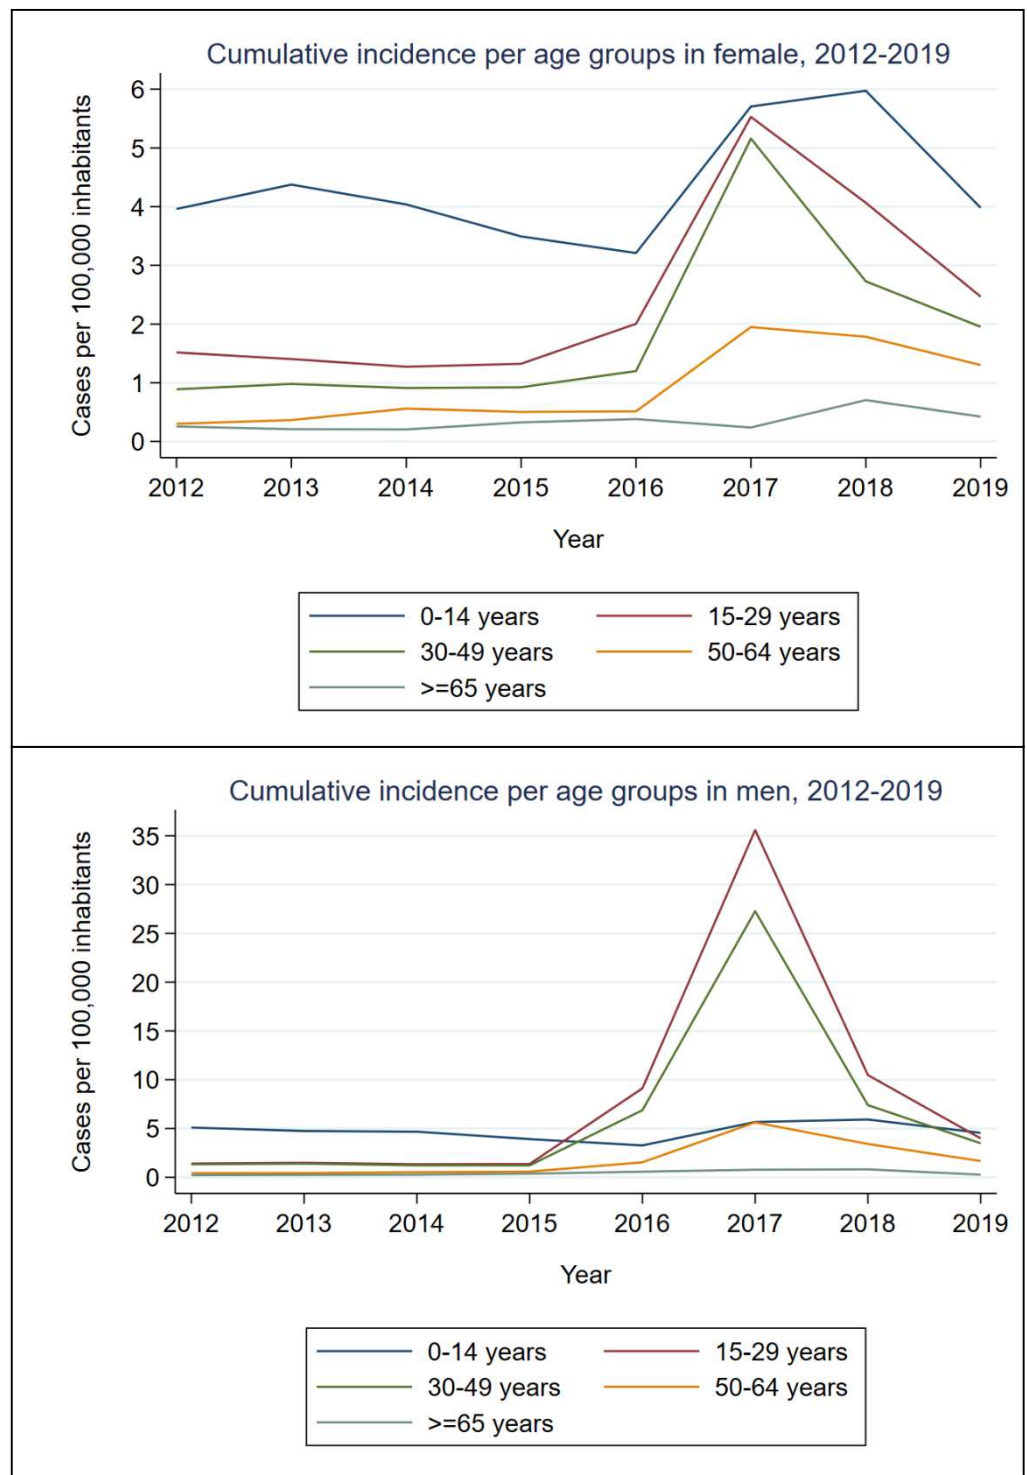 Cumulative incidence per age groups in female, 2012-2019
Cases per 100,000 inhabitants
6
5
4
3
2
1
0
2012 2013 2014 2015 2016 2017 2018 2019
Year
0-14 years 15-29 years
30-49 years 50-64 years
>=65 years
Cumulative incidence per age groups in men, 2012-2019
Cases per 100,000 inhabitants
35
30
25
20
15
10
5
0
2012 2013 2014 2015 2016 2017 2018 2019
Year
0-14 years 15-29 years
30-49 years 50-64 years
>=65 years